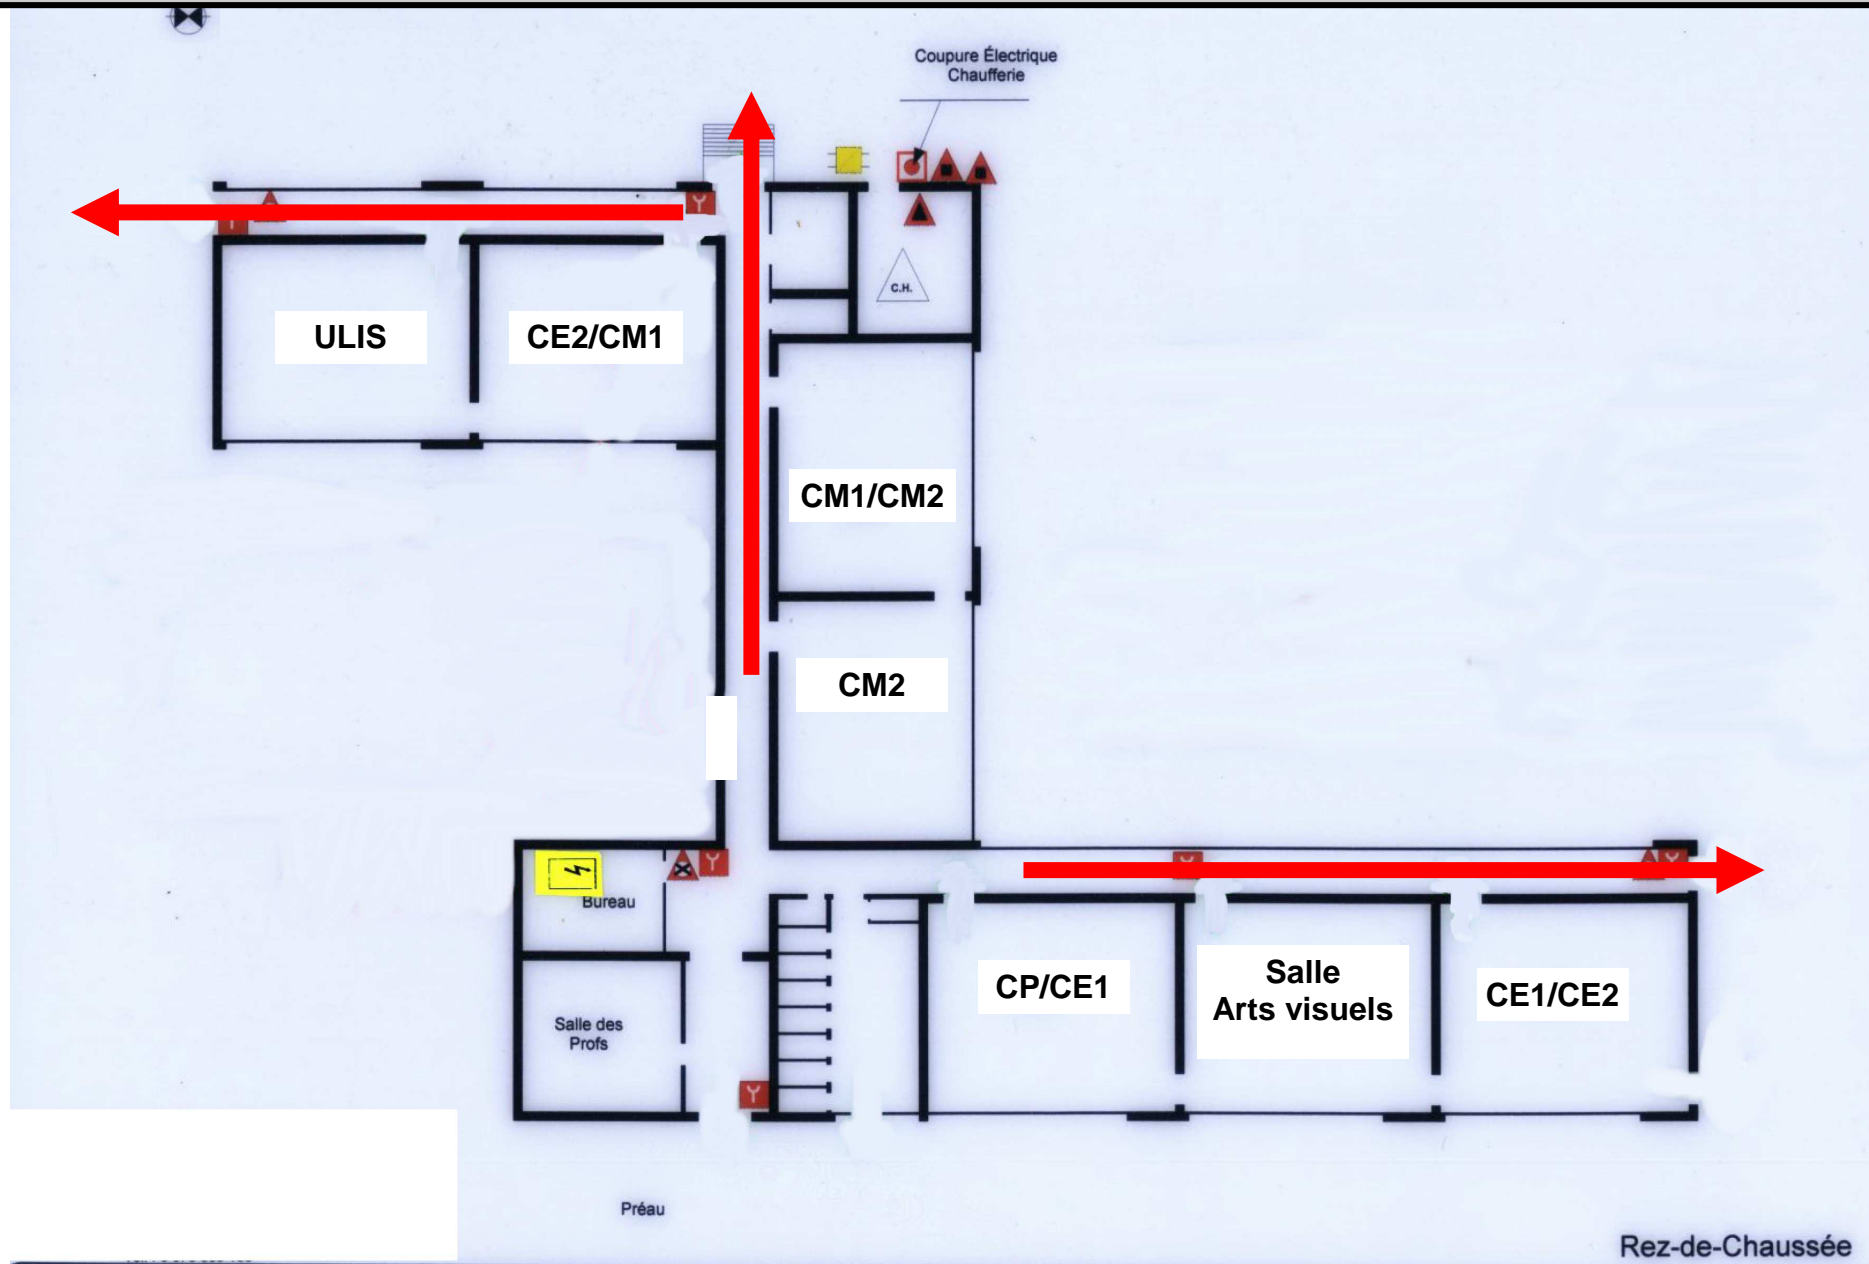 Coupure Électrique
Chaufferie
C.H.
ULIS
CE2/CM1
CM1/CM2
CM2
Bureau
CP/CE1
Salle
Arts visuels
CE1/CE2
Salle des
Profs
Préau
Rez-de-Chaussée